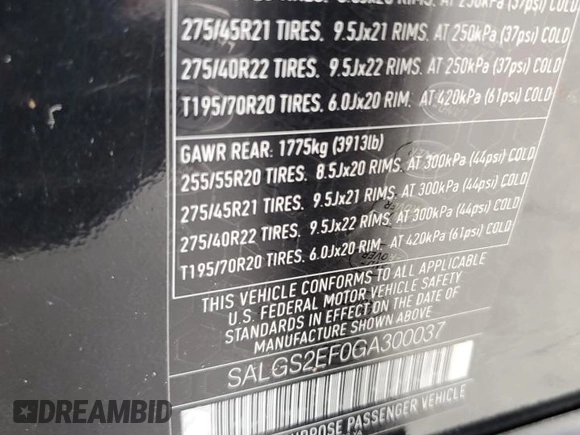 275/45R21 TIRES. 9.5Jx21 RIMS. AT 250kPa (37psi) COLD
275/40R22 TIRES. 9.5Jx22 RIMS. AT 250kPa (37psi) COLD
T195/70R20 TIRES. 6.0Jx20 RIM. AT 420kPa (61psi) COLD
GAWR REAR: 1775kg (3913lb)
255/55R20 TIRES. 8.5Jx20 RIMS. AT 300kPa (44psi) COLD
275/45R21 TIRES. 9.5Jx21 RIMS. AT 300kPa (44psi) COLD
275/40R22 TIRES. 9.5Jx22 RIMS. AT 300kPa (44psi) COLD
T195/70R20 TIRES. 6.0Jx20 RIM. AT 420kPa (61psi) COLD
THIS VEHICLE CONFORMS TO ALL APPLICABLE
U.S. FEDERAL MOTOR VEHICLE SAFETY
STANDARDS IN EFFECT ON THE DATE OF
MANUFACTURE SHOWN ABOVE
SALGS2EF0GA300037
PURPOSE PASSENGER VEHICLE
DREAMBID
dreambid.com